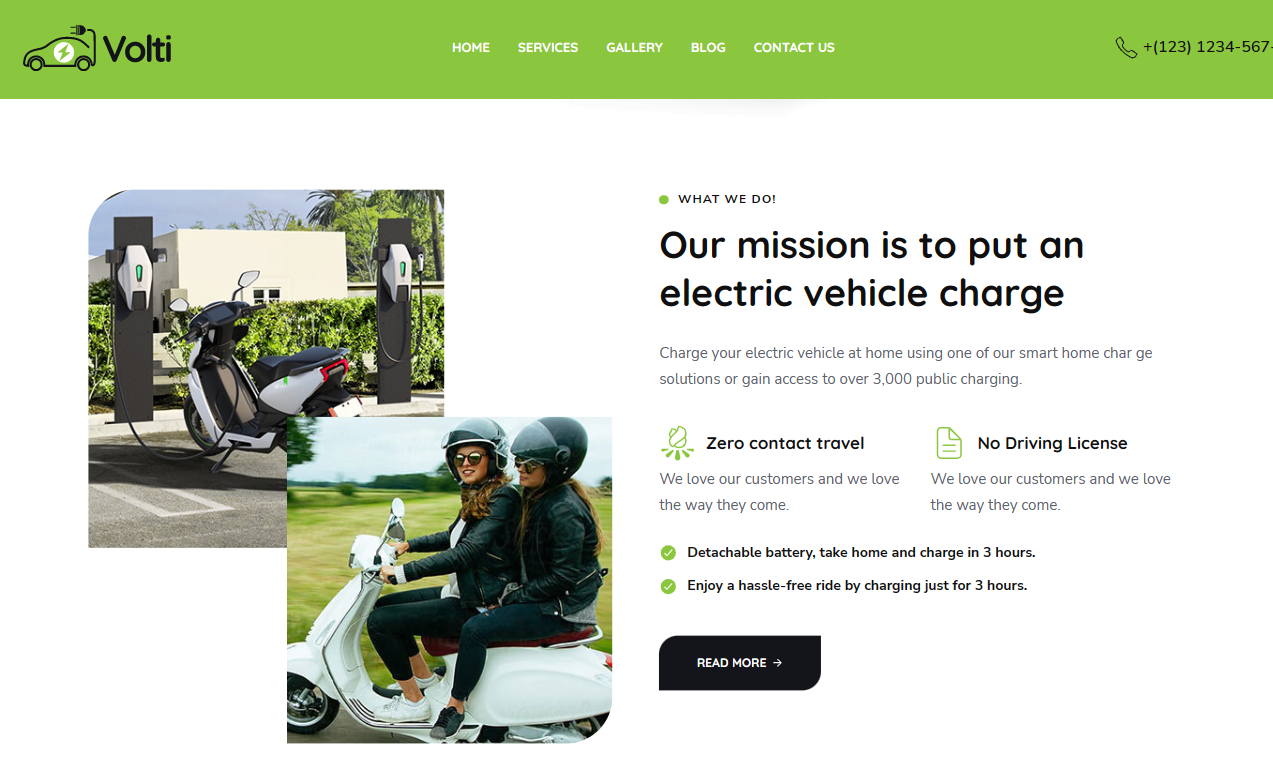 Volti
HOME SERVICES GALLERY BLOG CONTACT US
+(123) 1234-567-
WHAT WE DO!
Our mission is to put an
electric vehicle charge
Charge your electric vehicle at home using one of our smart home char ge
solutions or gain access to over 3,000 public charging.
Zero contact travel
We love our customers and we love
the way they come.
No Driving License
We love our customers and we love
the way they come.
Detachable battery, take home and charge in 3 hours.
Enjoy a hassle-free ride by charging just for 3 hours.
READ MORE →